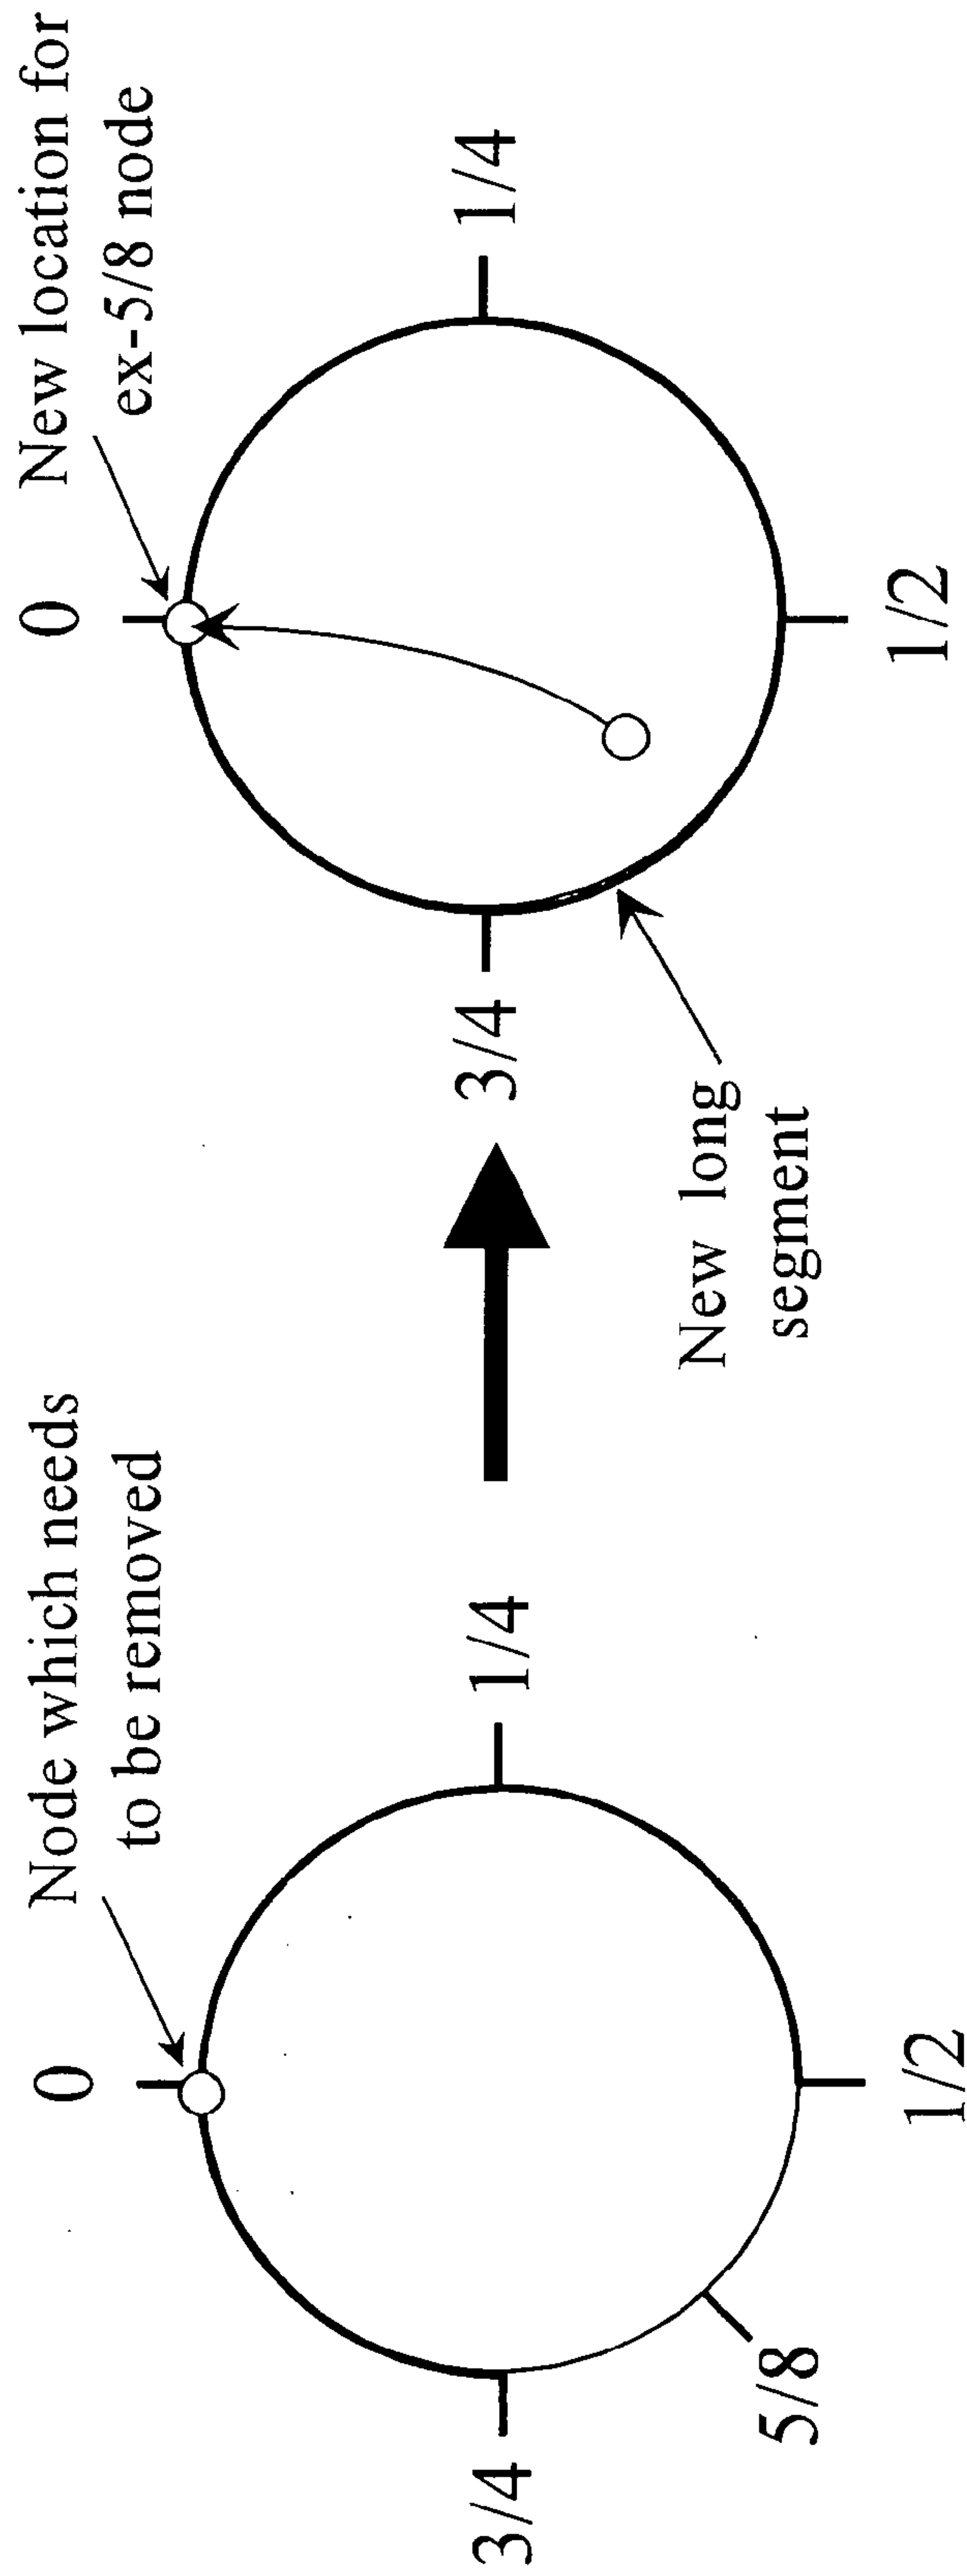 Node which needs
to be removed
0
1/4
1/2
5/8
3/4
New location for
ex-5/8 node
0
1/4
1/2
3/4
New long
segment